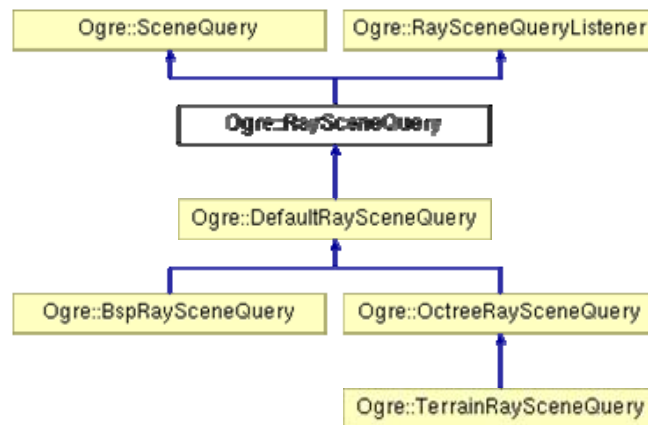 Ogre::SceneQuery
Ogre::RaySceneQueryListener
Ogre::RaySceneQuery
Ogre::DefaultRaySceneQuery
Ogre::BspRaySceneQuery
Ogre::OctreeRaySceneQuery
Ogre::TerrainRaySceneQuery